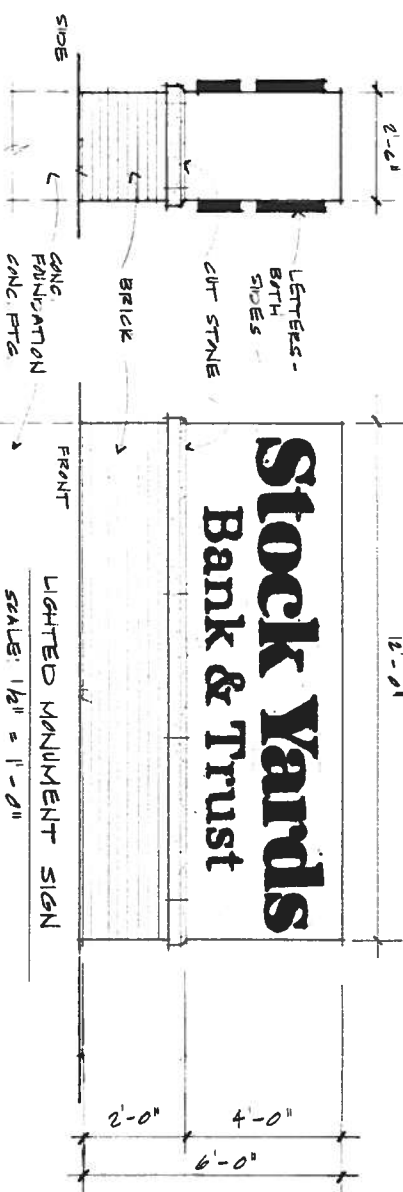 2'-6"
LETTERS -
BOTH
SIDES
CUT STONE
BRICK
CONC.
FOUNDATION
CONC. FTG
SIDE
12'-0"
Stock Yards
Bank & Trust
4'-0"
2'-0"
6'-0"
FRONT
LIGHTED MONUMENT SIGN
SCALE: 1/2" = 1'-0"